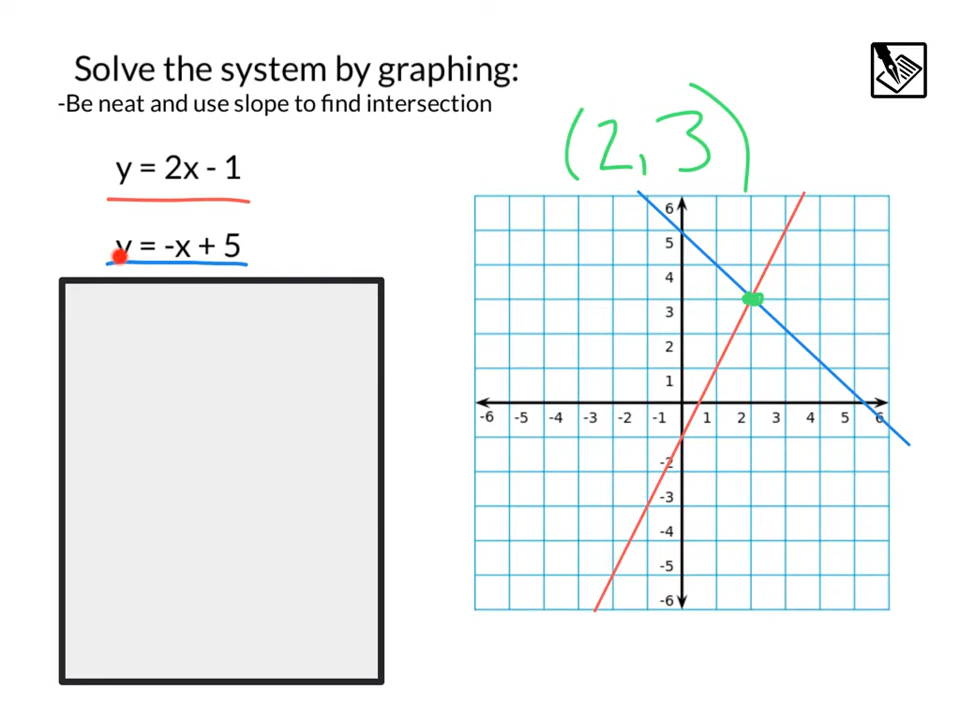 Solve the system by graphing:
-Be neat and use slope to find intersection
(2,3)
y = 2x - 1
y = -x + 5
6
5
4
3
2
1
-6 -5 -4 -3 -2 -1 1 2 3 4 5 6
-2
-3
-4
-5
-6